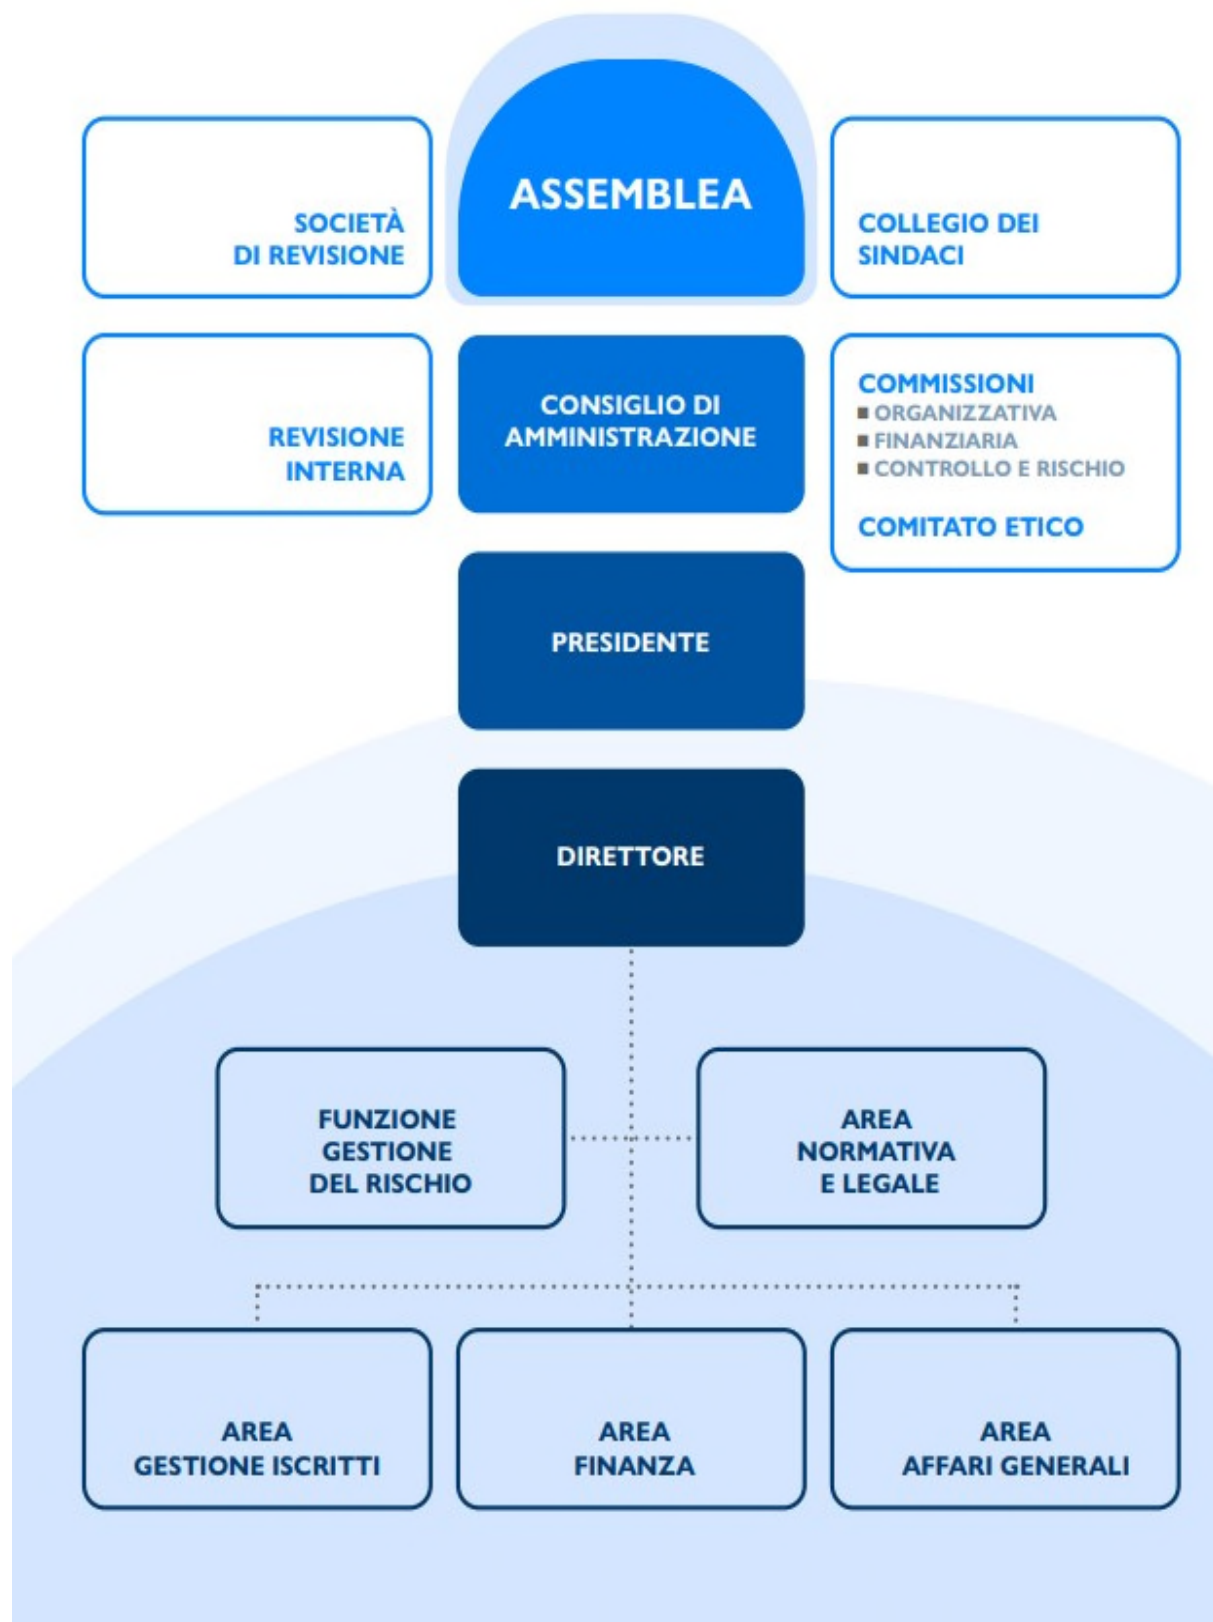 ASSEMBLEA
SOCIETÀ
DI REVISIONE
COLLEGIO DEI
SINDACI
REVISIONE
INTERNA
CONSIGLIO DI
AMMINISTRAZIONE
COMMISSIONI
■ ORGANIZZATIVA
■ FINANZIARIA
■ CONTROLLO E RISCHIO
COMITATO ETICO
PRESIDENTE
DIRETTORE
FUNZIONE
GESTIONE
DEL RISCHIO
AREA
NORMATIVA
E LEGALE
AREA
GESTIONE ISCRITTI
AREA
FINANZA
AREA
AFFARI GENERALI